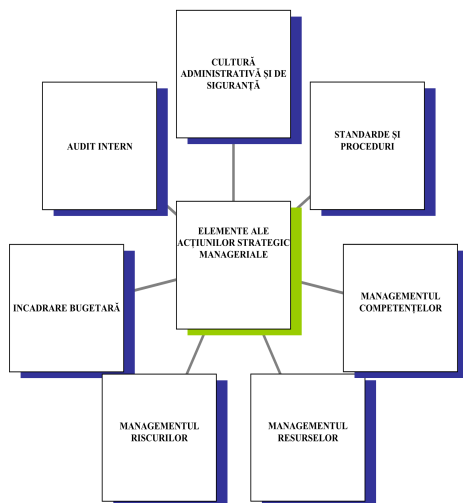 CULTURĂ
ADMINISTRATIVĂ ȘI DE
SIGURANȚĂ
AUDIT INTERN
STANDARDE ȘI
PROCEDURI
ELEMENTE ALE
ACȚIUNILOR STRATEGIC
MANAGERIALE
INCADRARE BUGETARĂ
MANAGEMENTUL
COMPETENȚELOR
MANAGEMENTUL
RISCURILOR
MANAGEMENTUL
RESURSELOR